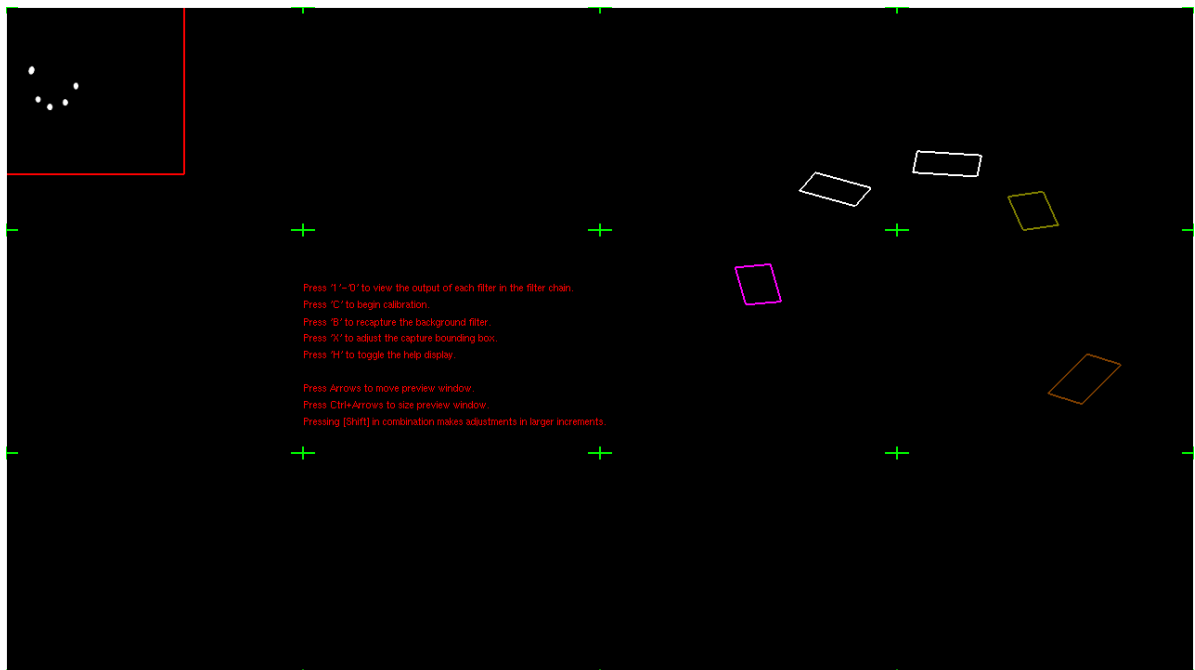 Press '1'-'0' to view the output of each filter in the filter chain.
Press 'C' to begin calibration.
Press 'B' to recapture the background filter
Press 'X' to adjust the capture bounding box.
Press 'H' to toggle the help display.
Press Arrows to move preview window.
Press Ctrl+Arrows to size preview window.
Pressing [Shift] in combination makes adjustments in larger increments.